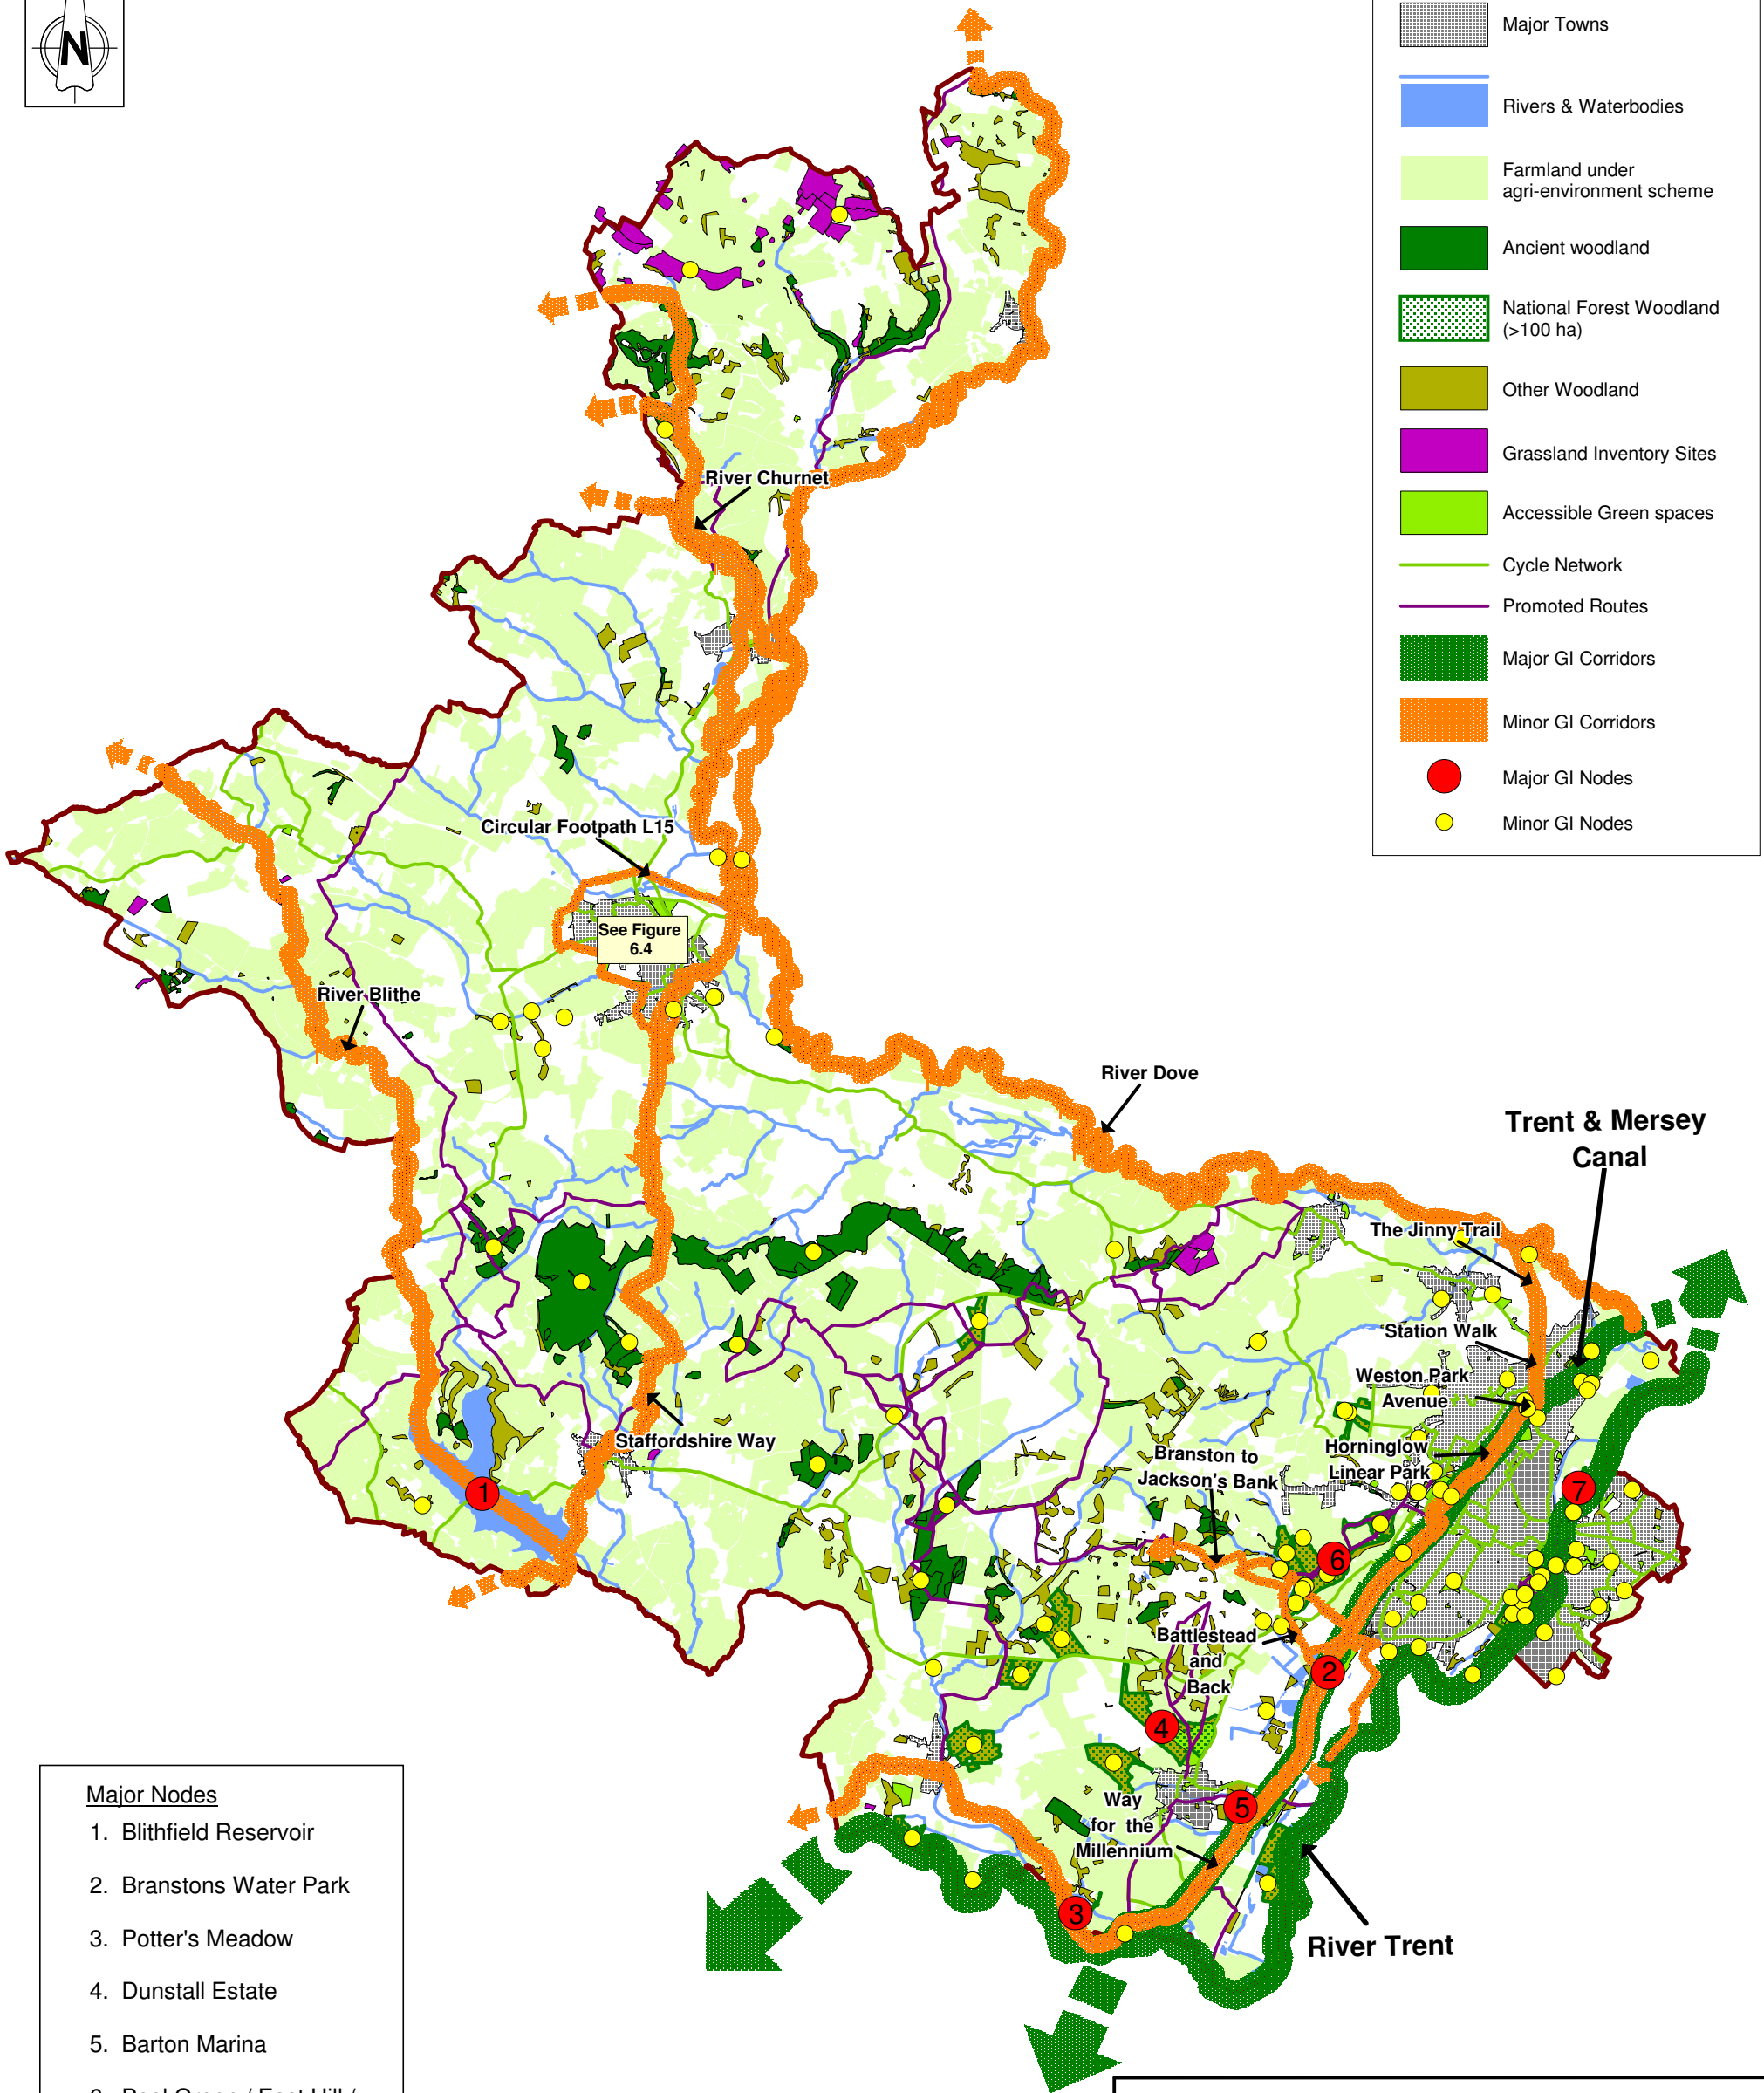 N
Major Towns
Rivers & Waterbodies
Farmland under
agri-environment scheme
Ancient woodland
National Forest Woodland
(>100 ha)
Other Woodland
Grassland Inventory Sites
Accessible Green spaces
Cycle Network
Promoted Routes
Major GI Corridors
Minor GI Corridors
Major GI Nodes
Minor GI Nodes
River Churnet
Circular Footpath L15
See Figure
6.4
River Blithe
River Dove
Trent & Mersey
Canal
The Jinny Trail
Station Walk
Weston Park
Avenue
Horninglow
Linear Park
Staffordshire Way
Branston to
Jackson's Bank
1
7
6
Battlestead
and
Back
2
4
5
Way
for the
Millennium
3
River Trent
Major Nodes
1. Blithfield Reservoir
2. Branstons Water Park
3. Potter's Meadow
4. Dunstall Estate
5. Barton Marina